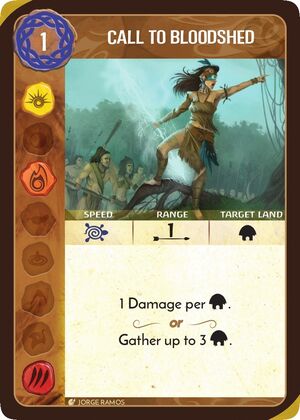 1
CALL TO BLOODSHED
SPEED RANGE TARGET LAND
1
1 Damage per .
or
Gather up to 3 .
JORGE RAMOS